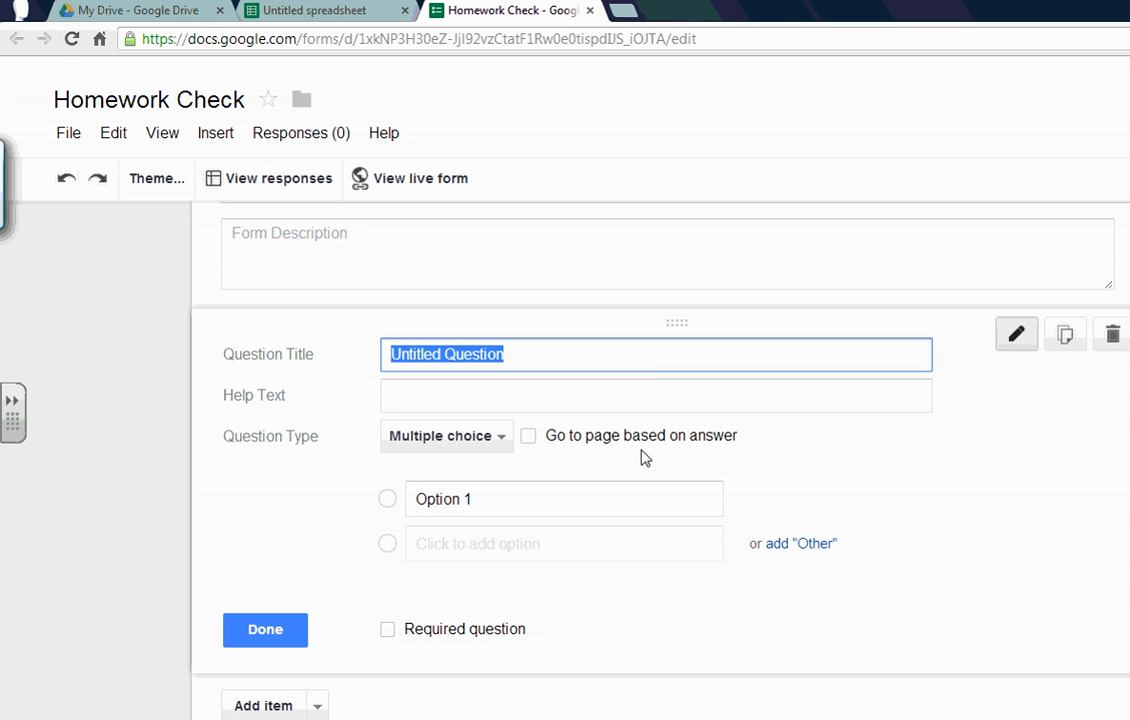 My Drive - Google Drive × Untitled spreadsheet × Homework Check - Goog ×
https://docs.google.com/forms/d/1xkNP3H30eZ-JjI92vzCtatF1Rw0e0tispdIJS_iOJTA/edit
Homework Check
File Edit View Insert Responses (0) Help
Theme... View responses View live form
Form Description
Question Title Untitled Question
Help Text
Question Type Multiple choice Go to page based on answer
Option 1
Click to add option or add "Other"
Done Required question
Add item